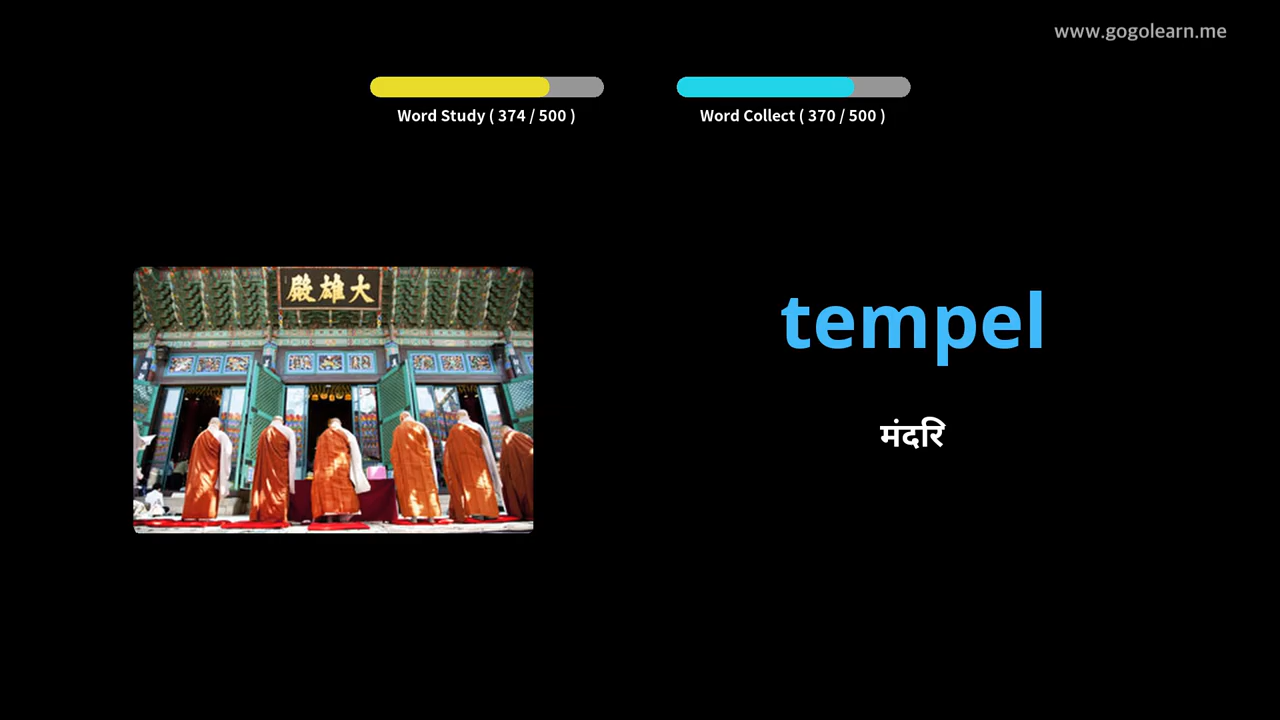 www.gogolearn.me
Word Study ( 374 / 500 )
Word Collect ( 370 / 500 )
大雄殿
tempel
मंदरि